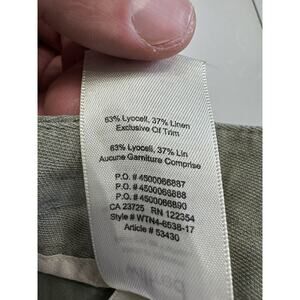 63% Lyocell, 37% Linen
Exclusive Of Trim
63% Lyocell, 37% Lin
Aucune Garniture Comprise
P.O. # 4500066887
P.O. # 4500066888
P.O. # 4500066890
CA 23725 RN 122354
Style # WTN4-6538-17
Article # 53430